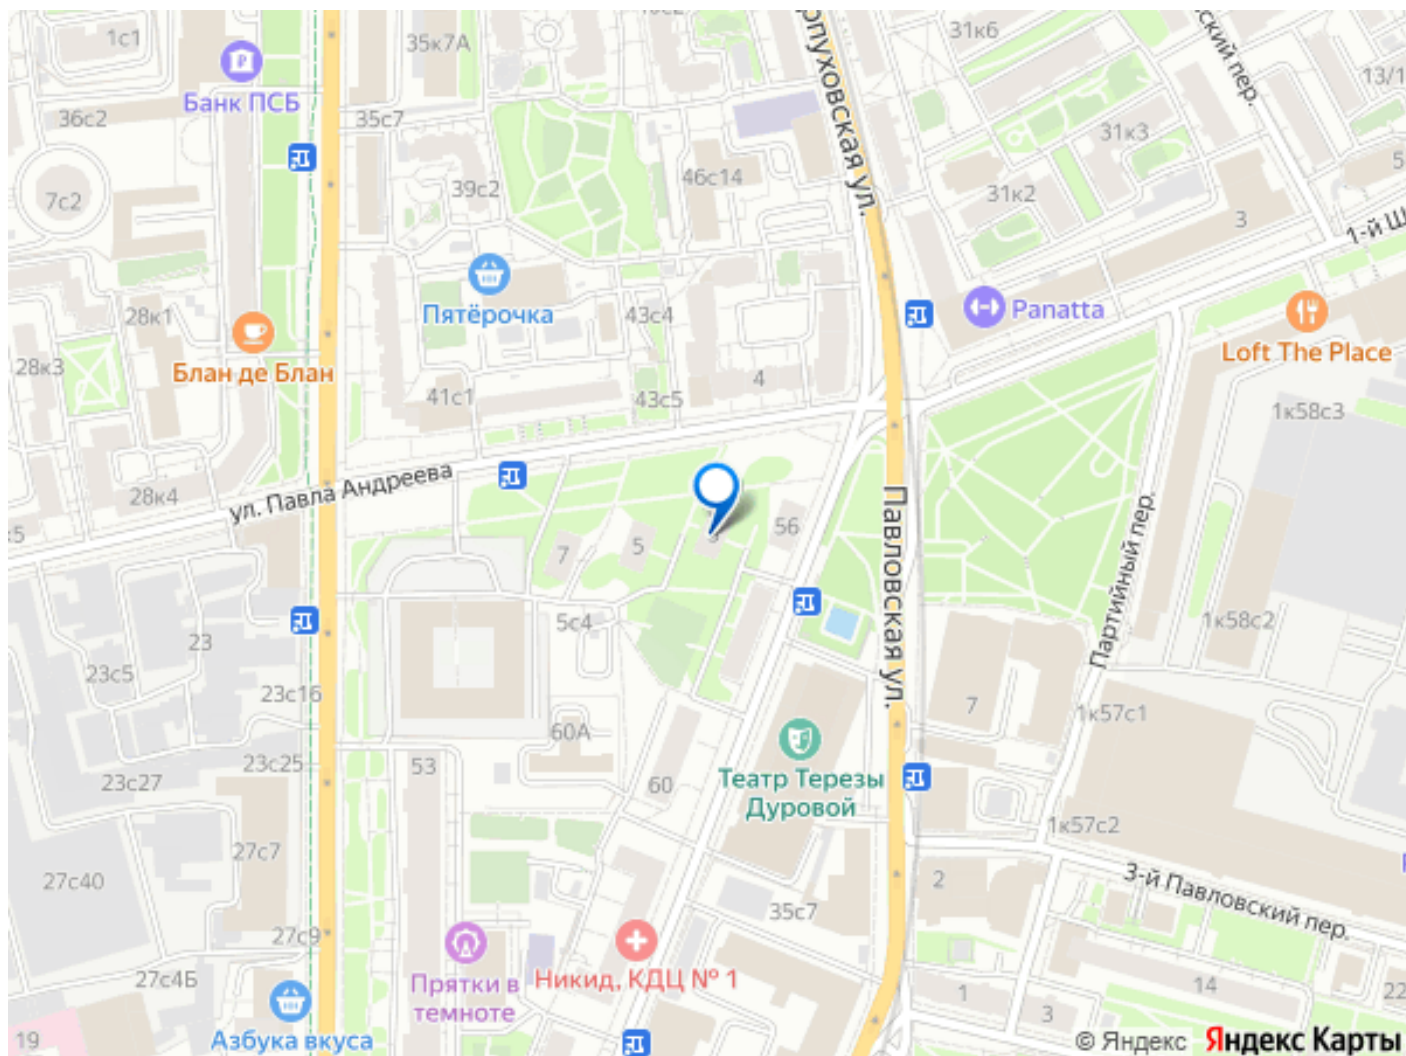 1с1
35к7А
31к6
Банк ПСБ
36с2
35с7
13/1
31к3
7с2
39с2
46с14
31к2
3
Пятёрочка
Panatta
28к1
43с4
Loft The Place
28к3
Блан де Блан
4
41с1
43с5
1к58с3
ул. Павла Андреева
28к4
56
7
5
Павловская ул.
Партийный пер.
5с4
1к58с2
23
23с5
23с16
7
1к57с1
60А
23с25
53
23с27
60
Театр Терезы
Дуровой
1к57с2
27с7
27с40
2
3-й Павловский пер.
35с7
27с9
27с4Б
Прятки в
темноте
Никид, КДЦ № 1
14
22
1
3
19
Азбука вкуса
© Яндекс
Яндекс Карты